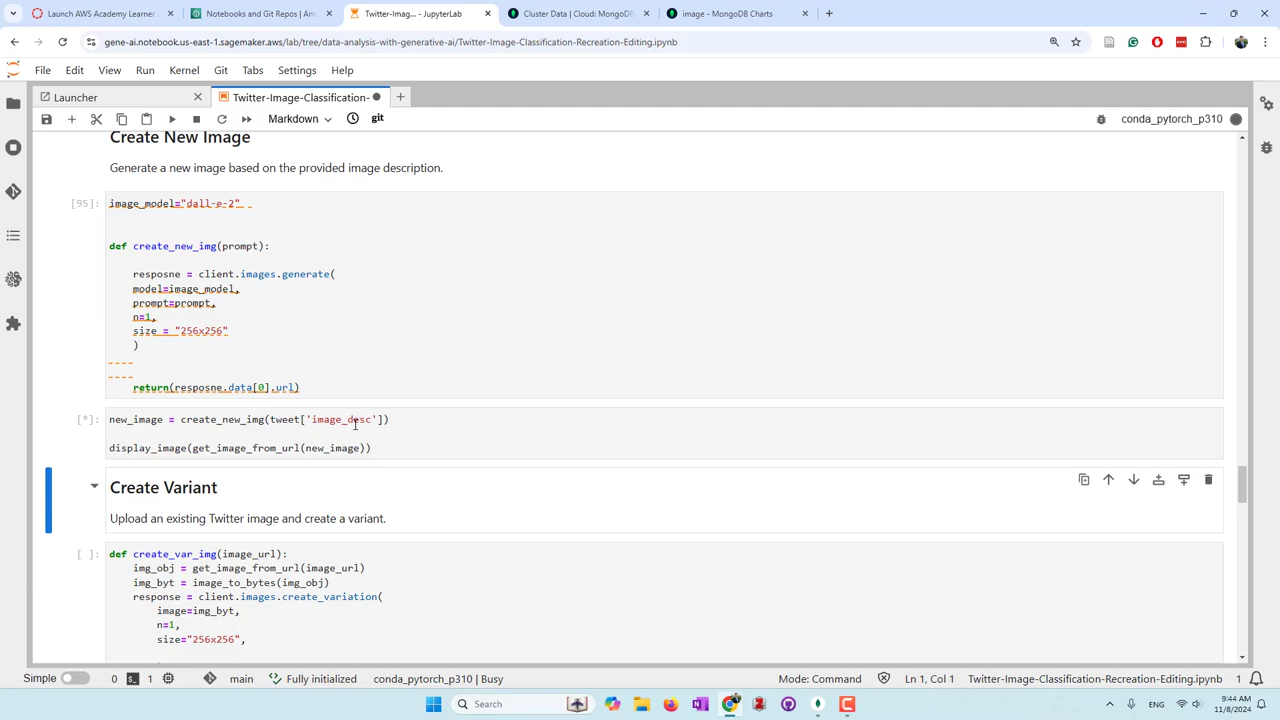 Launch AWS Academy Learner
Notebooks and Git Repos | Am
Twitter-Imag... - JupyterLab
Cluster Data | Cloud: MongoDB
image - MongoDB Charts
gene-ai.notebook.us-east-1.sagemaker.aws/lab/tree/data-analysis-with-generative-ai/Twitter-Image-Classification-Recreation-Editing.ipynb
File Edit View Run Kernel Git Tabs Settings Help
Launcher
Twitter-Image-Classification-
Markdown
git
conda_pytorch_p310
Create New Image
Generate a new image based on the provided image description.
[95]:
image_model="dall-e-2"
def create_new_img(prompt):
resposne = client.images.generate(
model=image_model,
prompt=prompt,
n=1,
size = "256x256"
)
return(resposne.data[0].url)
[*]:
new_image = create_new_img(tweet['image_desc'])
display_image(get_image_from_url(new_image))
Create Variant
Upload an existing Twitter image and create a variant.
[ ]:
def create_var_img(image_url):
img_obj = get_image_from_url(image_url)
img_byt = image_to_bytes(img_obj)
response = client.images.create_variation(
image=img_byt,
n=1,
size="256x256",
Simple
0
1
main
Fully initialized
conda_pytorch_p310 | Busy
Mode: Command
Ln 1, Col 1
Twitter-Image-Classification-Recreation-Editing.ipynb
1
Search
ENG
9:44 AM
11/8/2024